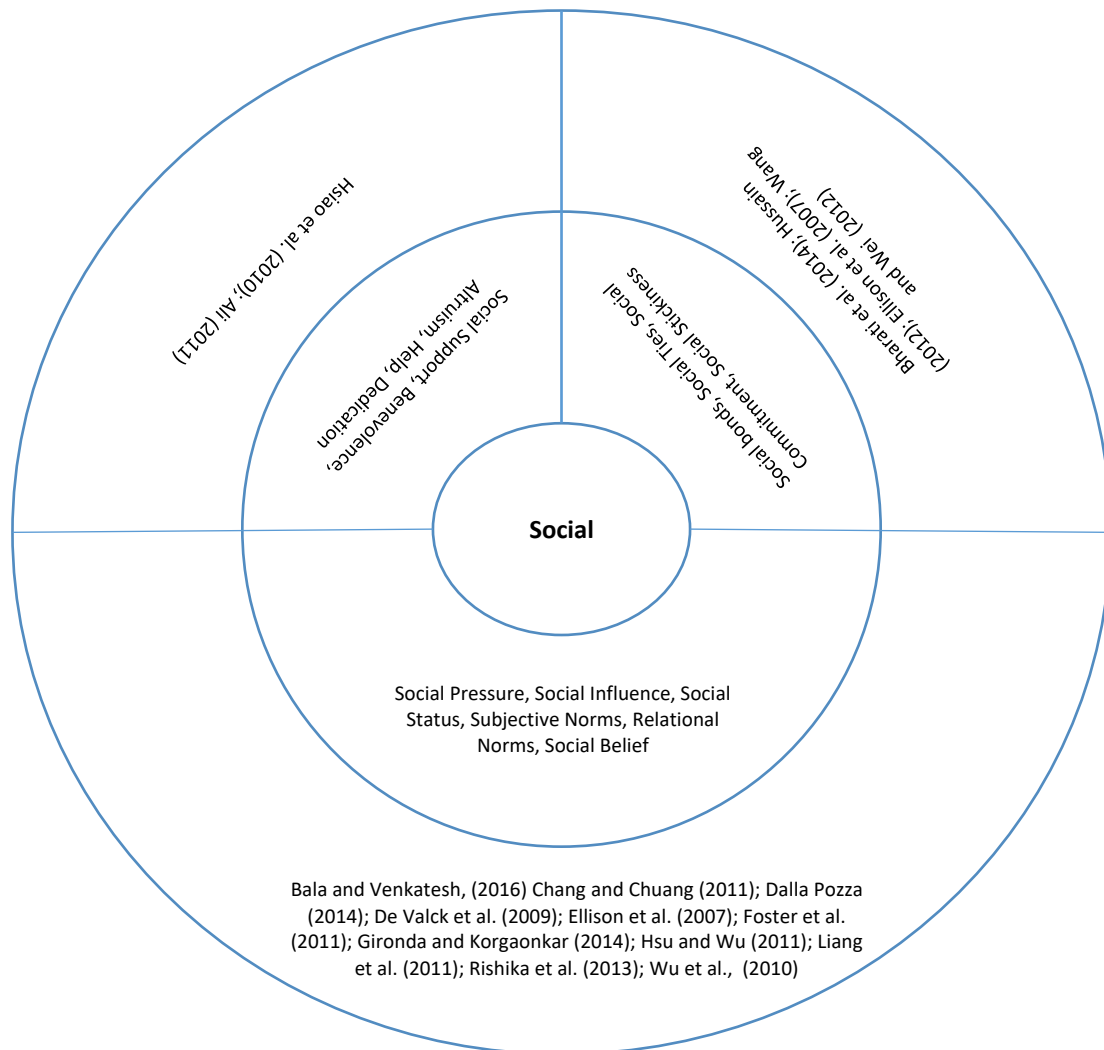 Hsiao et al. (2010); Ali (2011)
Social Support, Benevolence,
Altruism, Help, Dedication
Bharati et al. (2014); Hussain
(2012); Ellison et al. (2007); Wang
and Wei (2012)
Social bonds, Social Ties, Social
Commitment, Social Stickiness
Social
Social Pressure, Social Influence, Social
Status, Subjective Norms, Relational
Norms, Social Belief
Bala and Venkatesh, (2016) Chang and Chuang (2011); Dalla Pozza
(2014); De Valck et al. (2009); Ellison et al. (2007); Foster et al.
(2011); Gironda and Korgaonkar (2014); Hsu and Wu (2011); Liang
et al. (2011); Rishika et al. (2013); Wu et al., (2010)